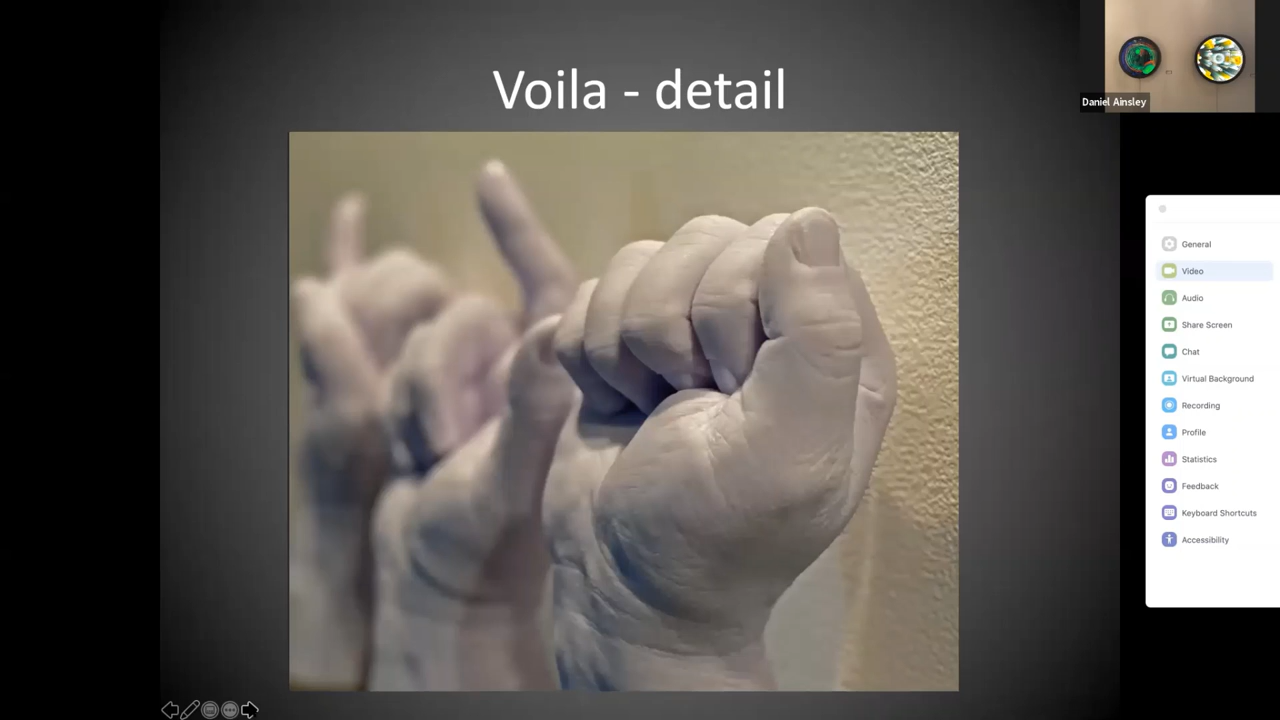 Voila - detail
Daniel Ainsley
General
Video
Audio
Share Screen
Chat
Virtual Background
Recording
Profile
Statistics
Feedback
Keyboard Shortcuts
Accessibility